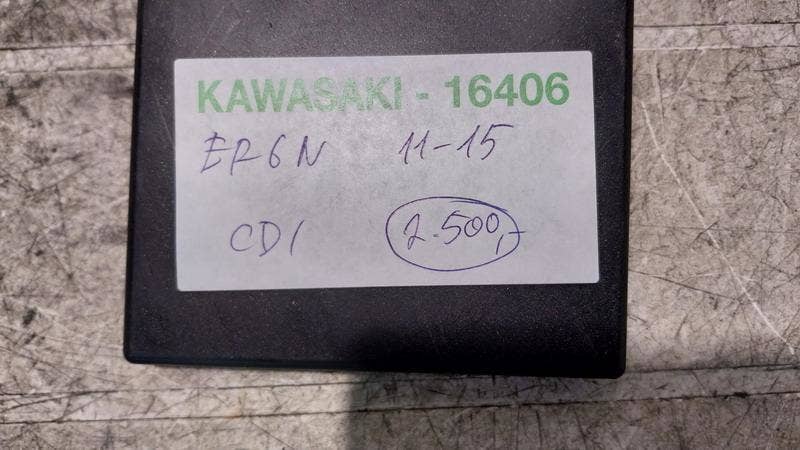 KAWASAKI - 16406
ER6N 11-15
CDI 2.500,-